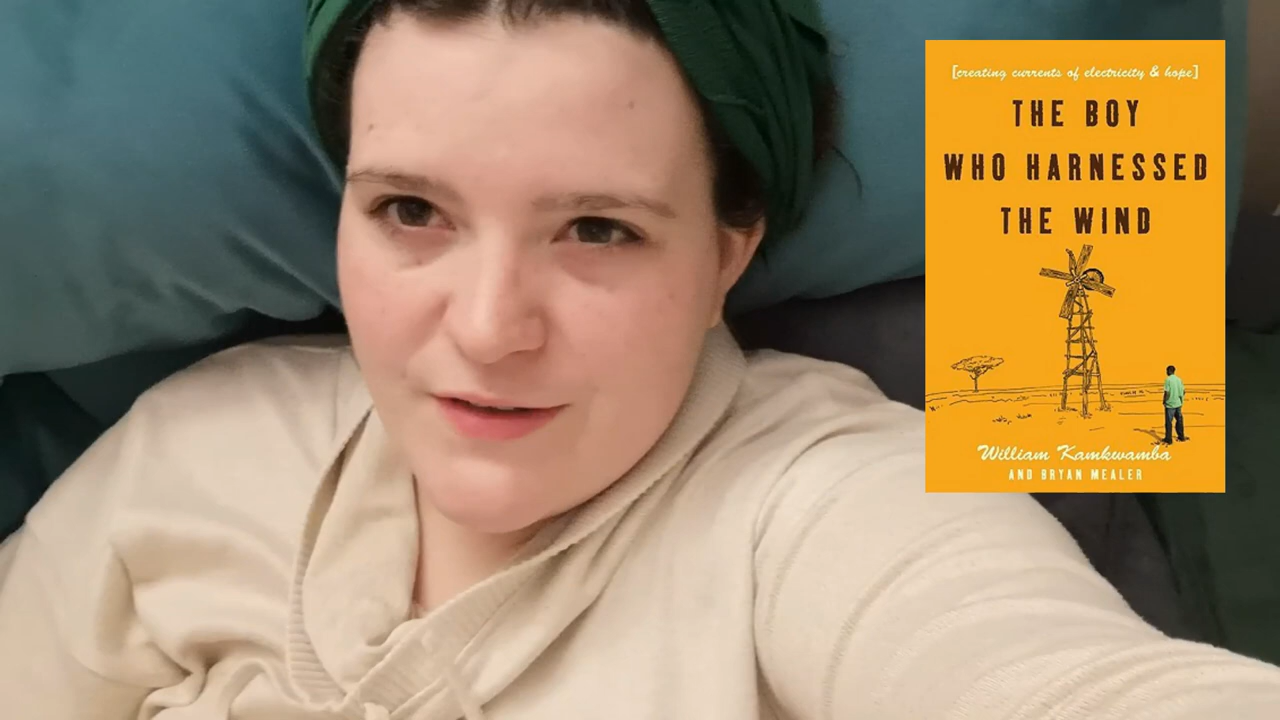 [creating currents of electricity & hope]
THE BOY
WHO HARNESSED
THE WIND
William Kamkwamba
AND BRYAN MEALER